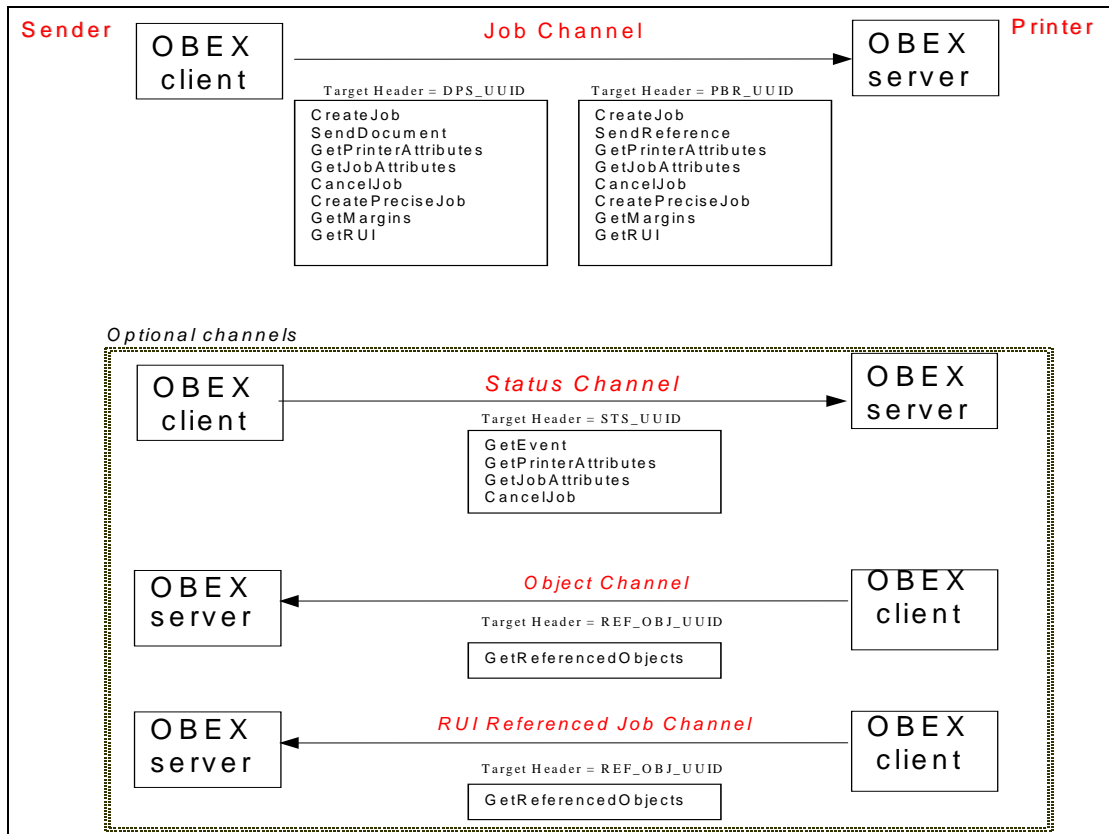 Sender
OBEX
client
Job Channel
OBEX
server
Printer
Target Header = DPS_UUID
CreateJob
SendDocument
GetPrinterAttributes
GetJobAttributes
CancelJob
CreatePreciseJob
GetMargins
GetRUI
Target Header = PBR_UUID
CreateJob
SendReference
GetPrinterAttributes
GetJobAttributes
CancelJob
CreatePreciseJob
GetMargins
GetRUI
Optional channels
OBEX
client
Status Channel
OBEX
server
Target Header = STS_UUID
GetEvent
GetPrinterAttributes
GetJobAttributes
CancelJob
OBEX
server
Object Channel
OBEX
client
Target Header = REF_OBJ_UUID
GetReferencedObjects
OBEX
server
RUI Referenced Job Channel
OBEX
client
Target Header = REF_OBJ_UUID
GetReferencedObjects